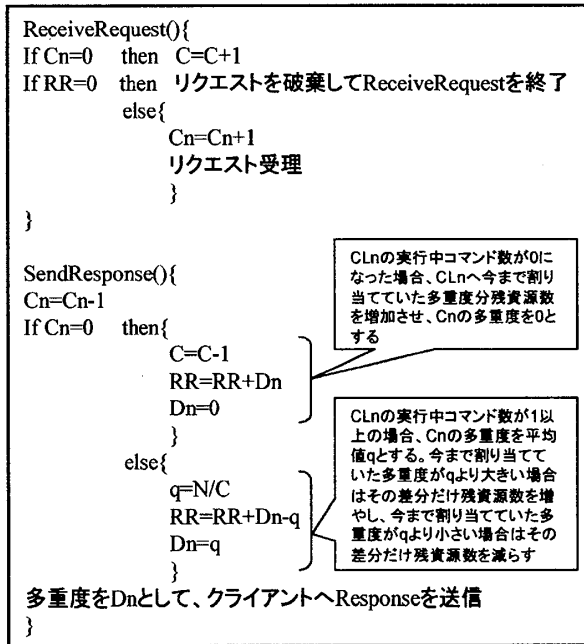 ReceiveRequest(){
If Cn=0 then C=C+1
If RR=0 then リクエストを破棄してReceiveRequestを終了
else{
Cn=Cn+1
リクエスト受理
}
}
SendResponse(){
Cn=Cn-1
If Cn=0 then{
C=C-1
RR=RR+Dn
Dn=0
}
else{
q=N/C
RR=RR+Dn-q
Dn=q
}
多重度をDnとして、クライアントへResponseを送信
}
CLnの実行中コマンド数が0に
なった場合、CLnへ今まで割り
当てていた多重度分残資源数
を増加させ、Cnの多重度を0と
する
CLnの実行中コマンド数が1以
上の場合、Cnの多重度を平均
値qとする。今まで割り当てて
いた多重度がqより大きい場合
はその差分だけ残資源数を増
やし、今まで割り当てていた多
重度がqより小さい場合はその
差分だけ残資源数を減らす